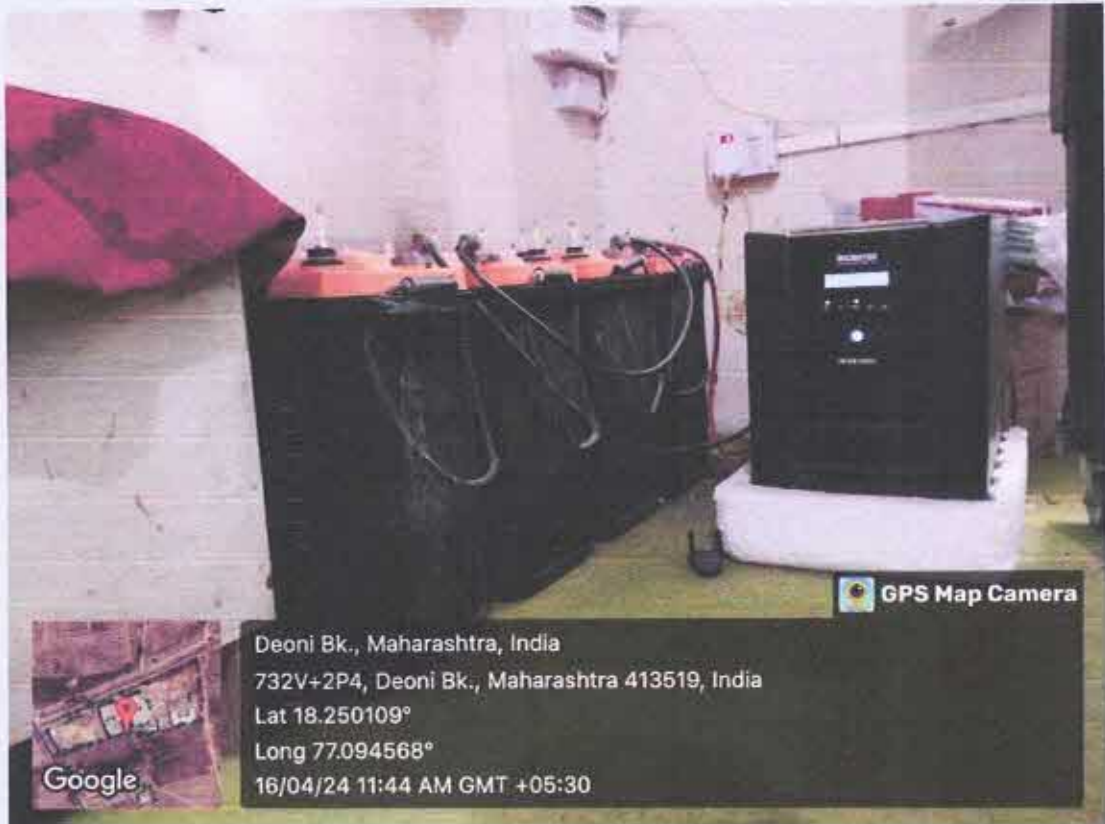 GPS Map Camera
Deoni Bk., Maharashtra, India
732V+2P4, Deoni Bk., Maharashtra 413519, India
Lat 18.250109°
Long 77.094568°
16/04/24 11:44 AM GMT +05:30
Google